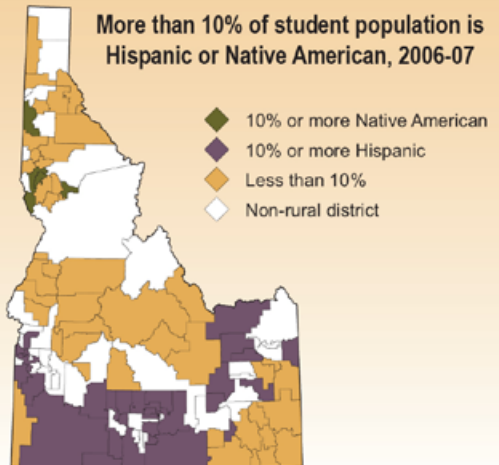 More than 10% of student population is
Hispanic or Native American, 2006-07
10% or more Native American
10% or more Hispanic
Less than 10%
Non-rural district